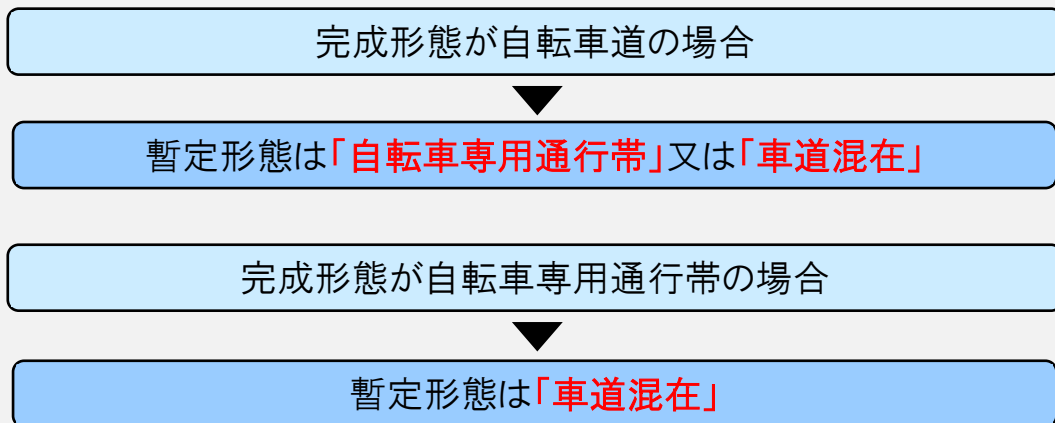 完成形態が自転車道の場合
暫定形態は「自転車専用通行帯」又は「車道混在」
完成形態が自転車専用通行帯の場合
暫定形態は「車道混在」